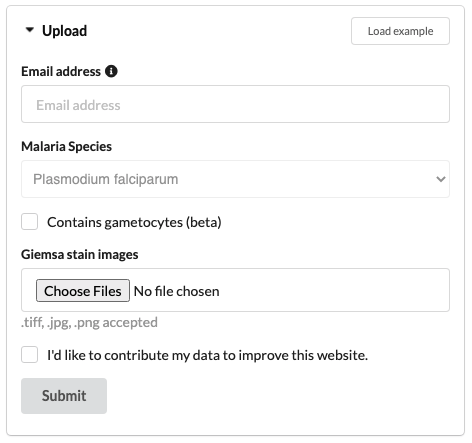 Upload
Load example
Email address
Email address
Malaria Species
Plasmodium falciparum
Contains gametocytes (beta)
Giemsa stain images
Choose Files No file chosen
.tiff, .jpg, .png accepted
I'd like to contribute my data to improve this website.
Submit